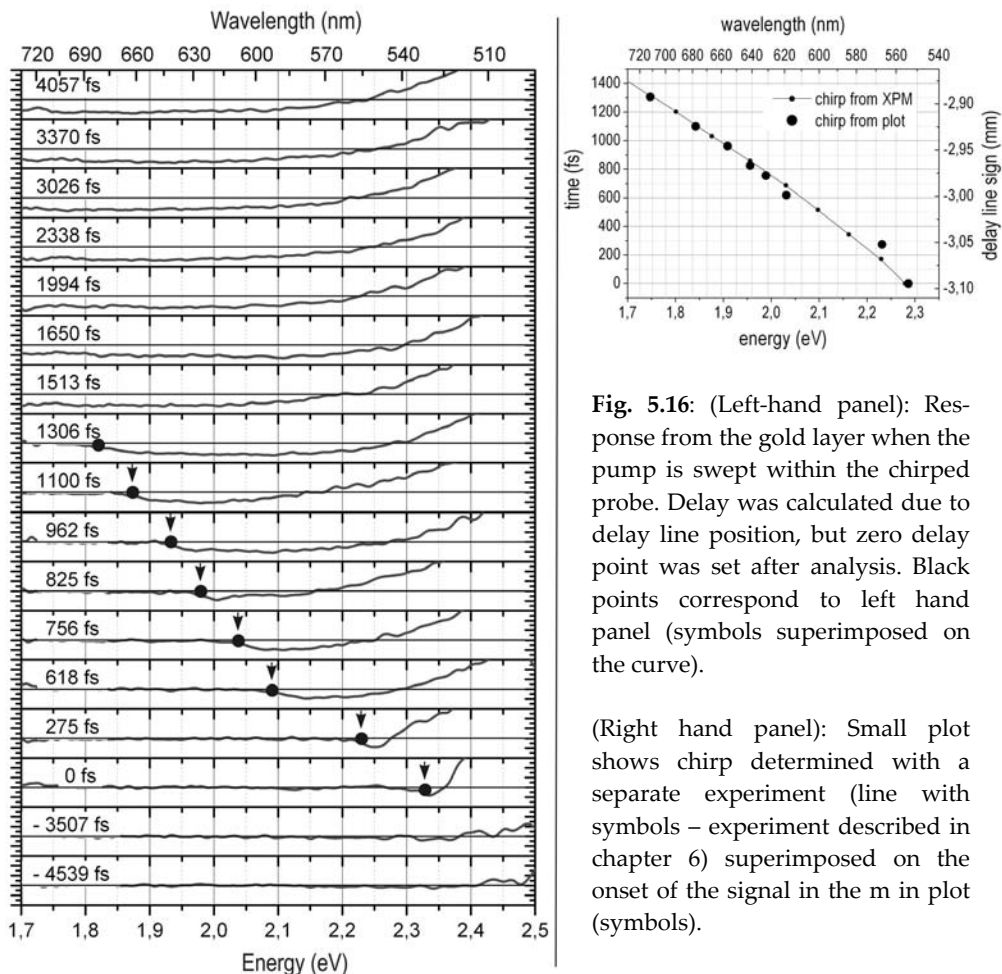 Wavelength (nm)
720 690 660 630 600 570 540 510
4057 fs
3370 fs
3026 fs
2338 fs
1994 fs
1650 fs
1513 fs
1306 fs
1100 fs
962 fs
825 fs
756 fs
618 fs
275 fs
0 fs
- 3507 fs
- 4539 fs
1,7 1,8 1,9 2,0 2,1 2,2 2,3 2,4 2,5
Energy (eV)
wavelength (nm)
720 700 680 660 640 620 600 580 560 540
1400
1200
1000
800
600
400
200
0
time (fs)
chirp from XPM
chirp from plot
-2,90
-2,95
-3,00
-3,05
-3,10
delay line sign (mm)
1,7 1,8 1,9 2,0 2,1 2,2 2,3
energy (eV)
Fig. 5.16: (Left-hand panel): Res-
ponse from the gold layer when the
pump is swept within the chirped
probe. Delay was calculated due to
delay line position, but zero delay
point was set after analysis. Black
points correspond to left hand
panel (symbols superimposed on
the curve).
(Right hand panel): Small plot
shows chirp determined with a
separate experiment (line with
symbols – experiment described in
chapter 6) superimposed on the
onset of the signal in the m in plot
(symbols).